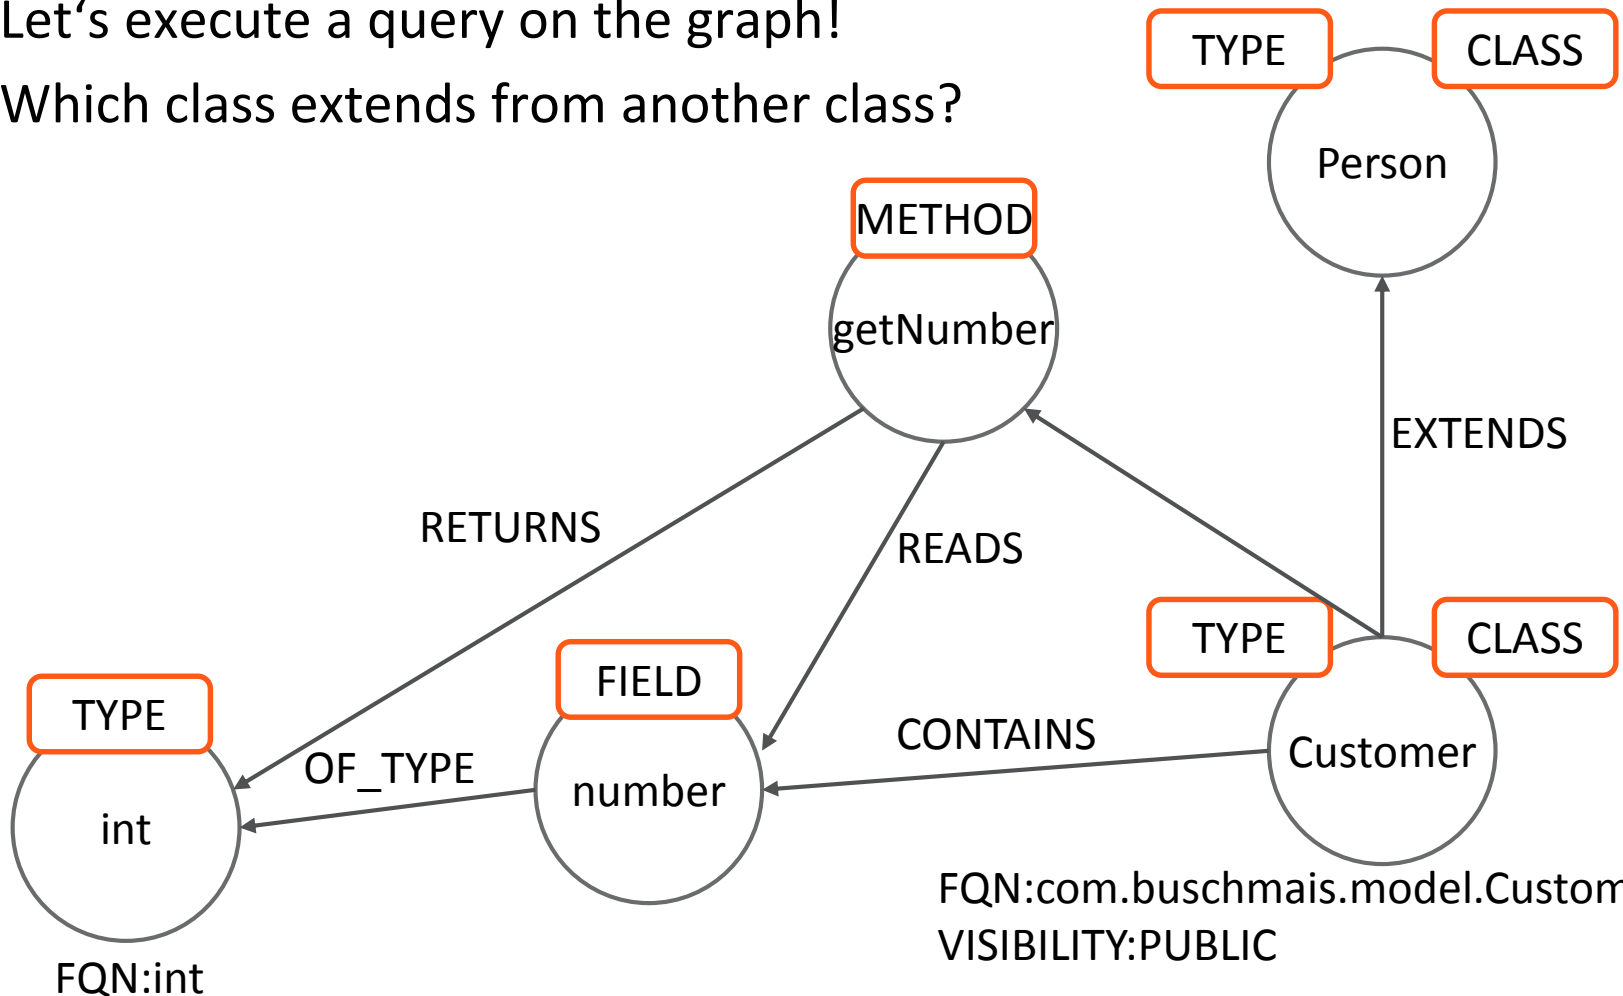 Let‘s execute a query on the graph!
Which class extends from another class?
TYPE
CLASS
Person
METHOD
getNumber
EXTENDS
RETURNS
READS
TYPE
CLASS
Customer
FIELD
number
CONTAINS
TYPE
int
OF_TYPE
FQN:com.buschmais.model.Custom
VISIBILITY:PUBLIC
FQN:int